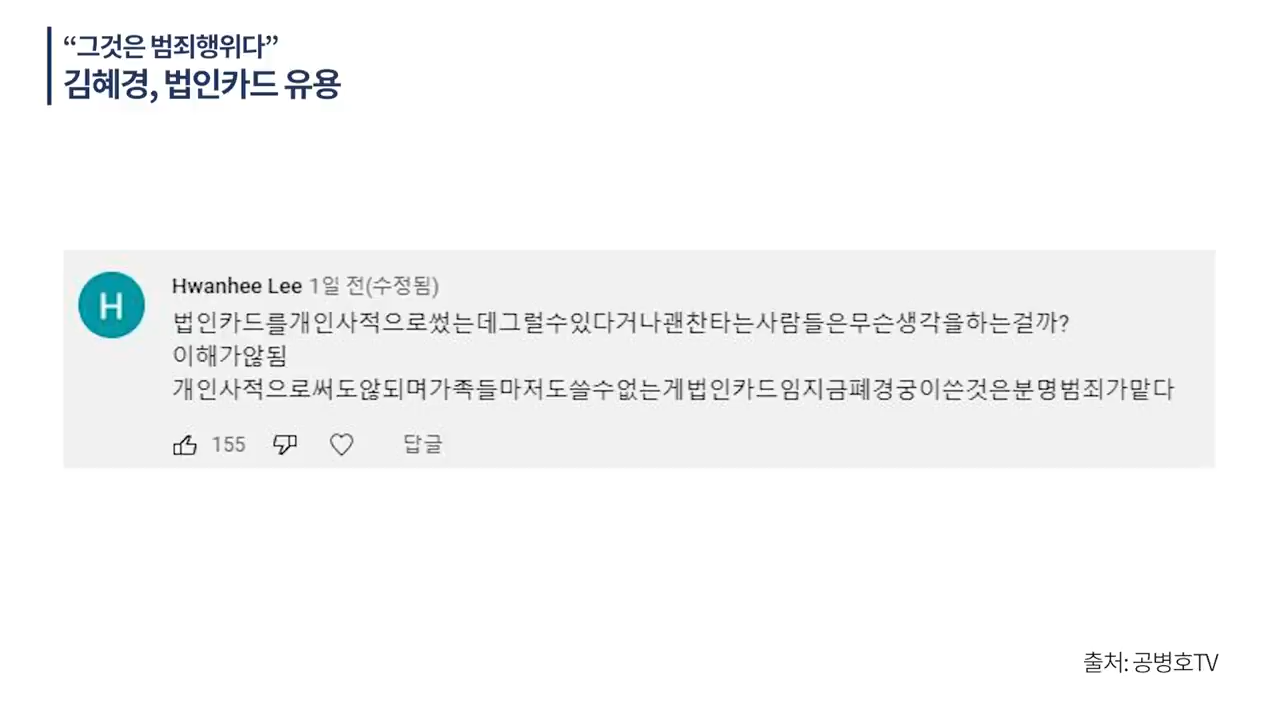 “그것은 범죄행위다”
김혜경, 법인카드 유용
H
Hwanhee Lee 1일 전(수정됨)
법인카드를개인사적으로썼는데그럴수있다거나괜찬타는사람들은무슨생각을하는걸까?
이해가않됨
개인사적으로써도않되며가족들마저도쓸수없는게법인카드임지금폐경궁이쓴것은분명범죄가맡다
155 답글
출처: 공병호TV